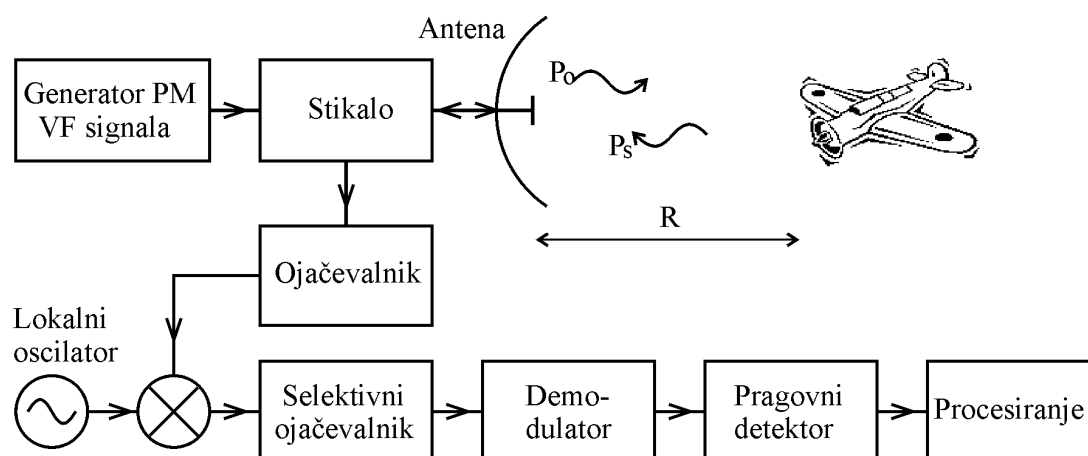 Antena
Generator PM
VF signala
Stikalo
Po
Ps
R
Ojačevalnik
Lokalni
oscilator
Selektivni
ojačevalnik
Demo-
dulator
Pragovni
detektor
Procesiranje